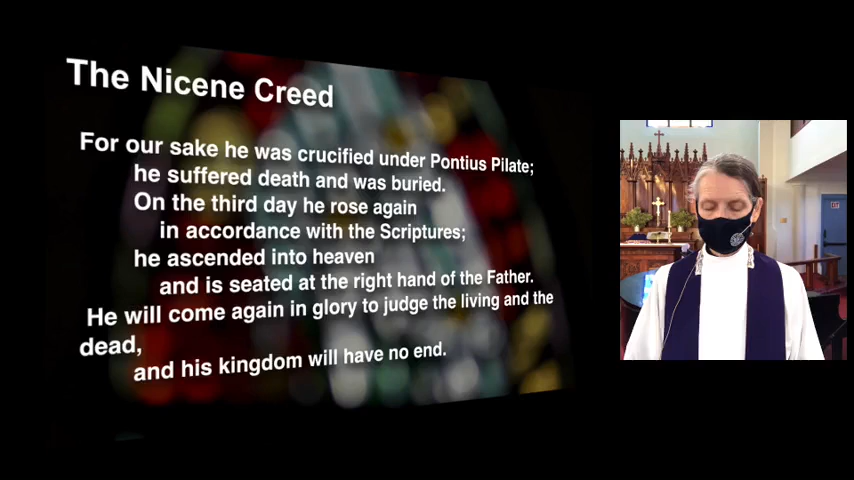 The Nicene Creed
For our sake he was crucified under Pontius Pilate;
he suffered death and was buried.
On the third day he rose again
in accordance with the Scriptures;
he ascended into heaven
and is seated at the right hand of the Father.
He will come again in glory to judge the living and the
dead,
and his kingdom will have no end.